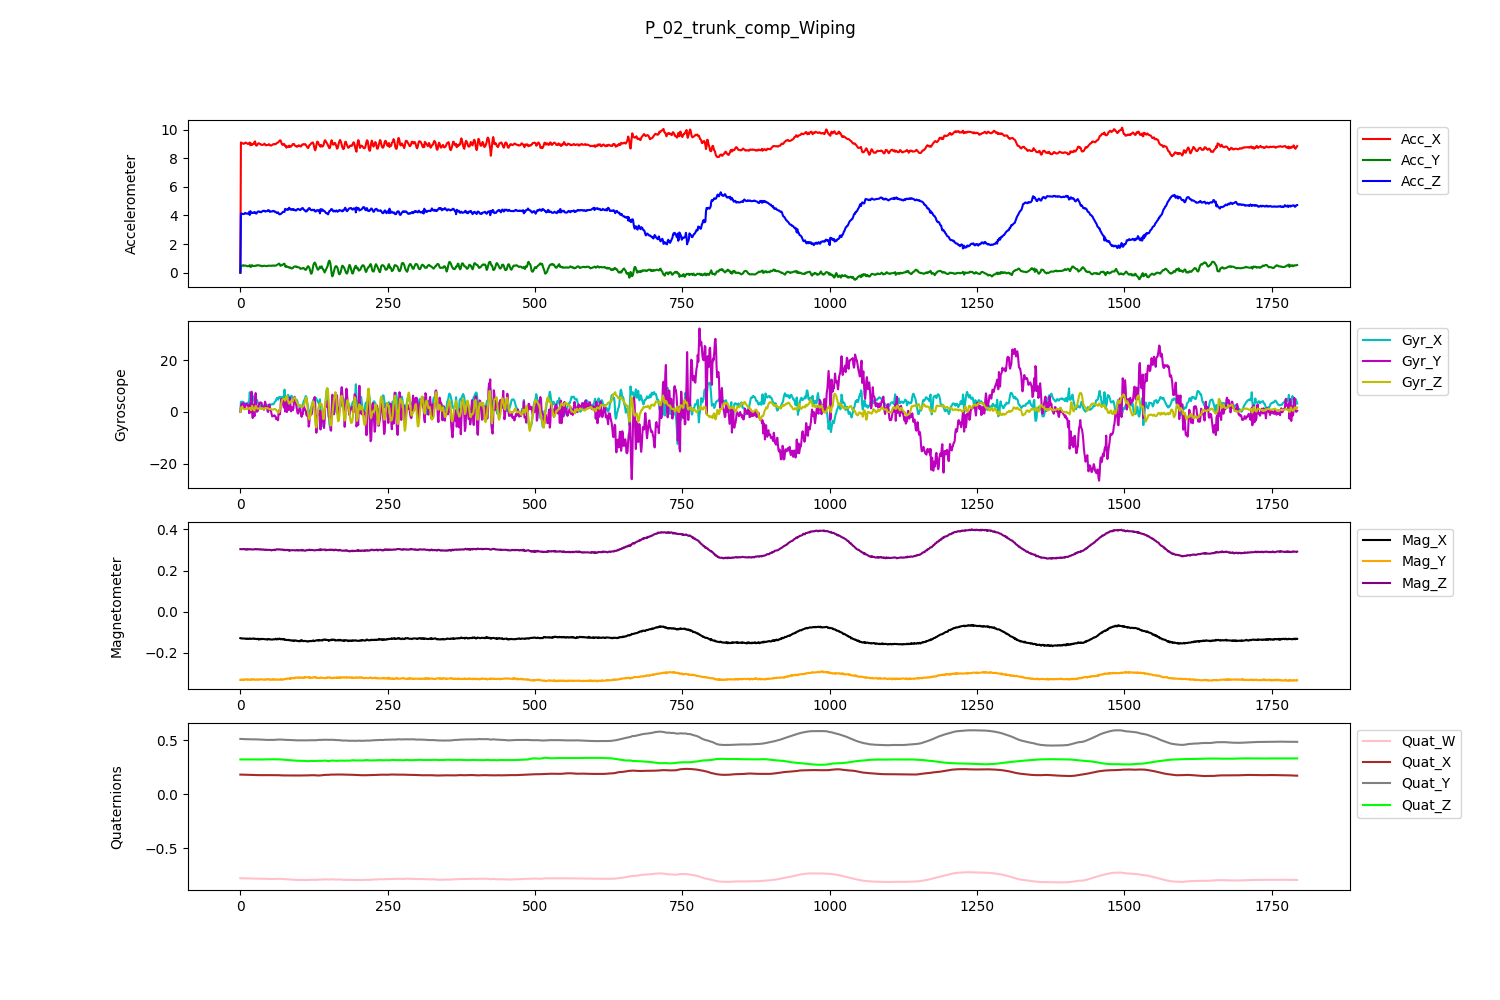 P_02_trunk_comp_Wiping
Accelerometer
10
8
6
4
2
0
0 250 500 750 1000 1250 1500 1750
Acc_X
Acc_Y
Acc_Z
Gyroscope
20
0
−20
0 250 500 750 1000 1250 1500 1750
Gyr_X
Gyr_Y
Gyr_Z
Magnetometer
0.4
0.2
0.0
−0.2
0 250 500 750 1000 1250 1500 1750
Mag_X
Mag_Y
Mag_Z
Quaternions
0.5
0.0
−0.5
0 250 500 750 1000 1250 1500 1750
Quat_W
Quat_X
Quat_Y
Quat_Z